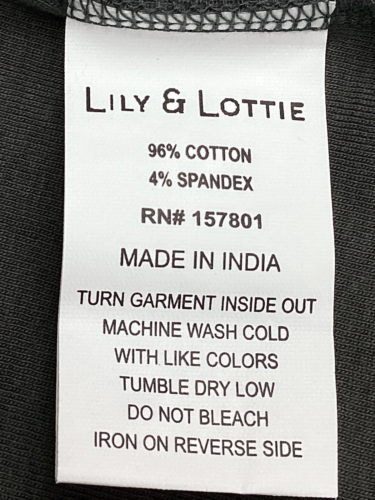 LILY & LOTTIE
96% COTTON
4% SPANDEX
RN# 157801
MADE IN INDIA
TURN GARMENT INSIDE OUT
MACHINE WASH COLD
WITH LIKE COLORS
TUMBLE DRY LOW
DO NOT BLEACH
IRON ON REVERSE SIDE